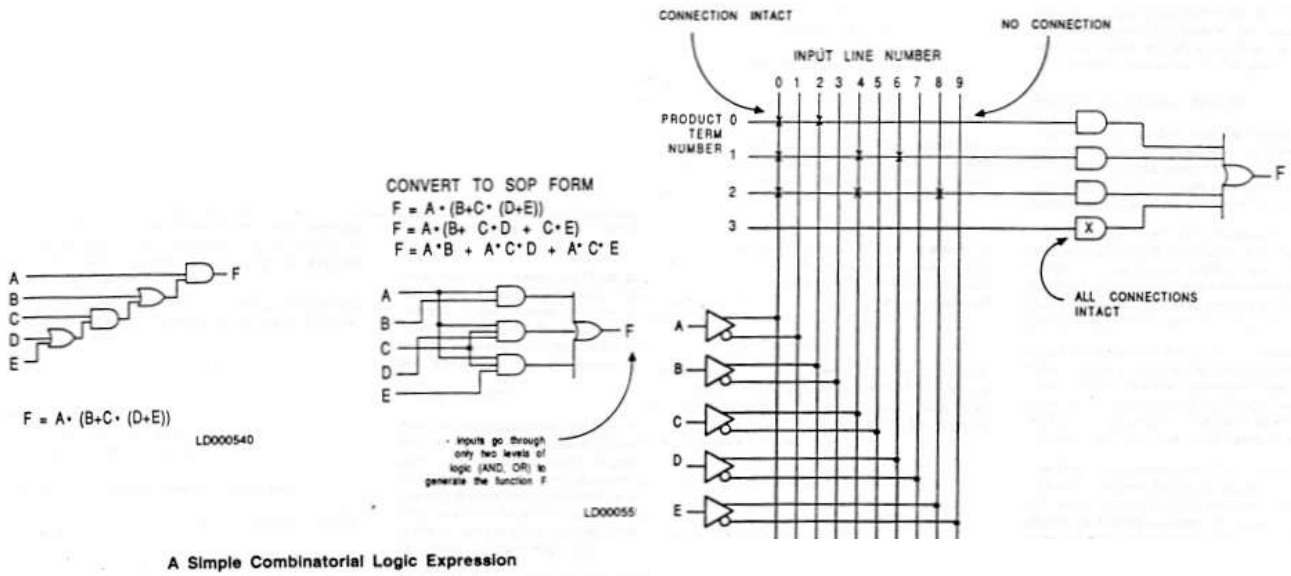 A
B
C
D
E
F
F = A• (B+C• (D+E))
LD000540
CONVERT TO SOP FORM
F = A• (B+C• (D+E))
F = A•(B+ C•D + C•E)
F = A•B + A•C•D + A•C•E
A
B
C
D
E
F
- inputs go through
only two levels of
logic (AND, OR) to
generate the function F
LD00055
A Simple Combinatorial Logic Expression
CONNECTION INTACT
NO CONNECTION
INPUT LINE NUMBER
0 1 2 3 4 5 6 7 8 9
PRODUCT 0
TERM
NUMBER 1
2
3
X
F
ALL CONNECTIONS
INTACT
A
B
C
D
E